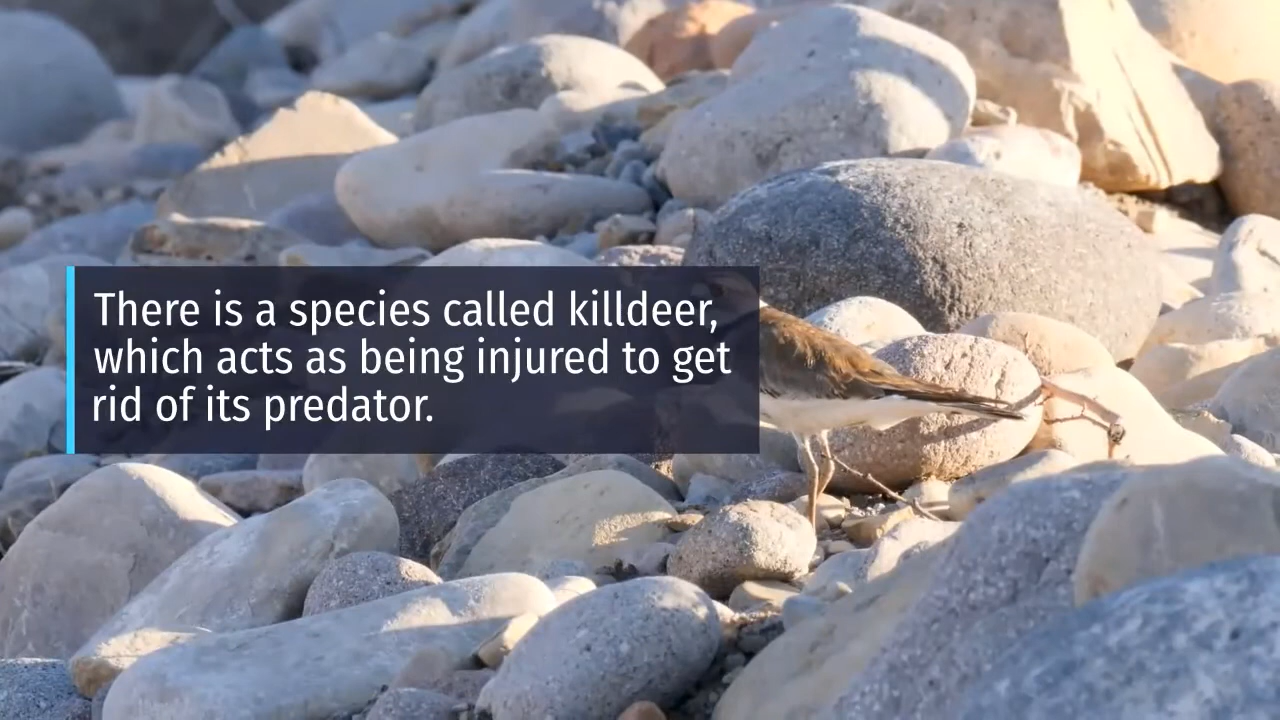 There is a species called killdeer,
which acts as being injured to get
rid of its predator.